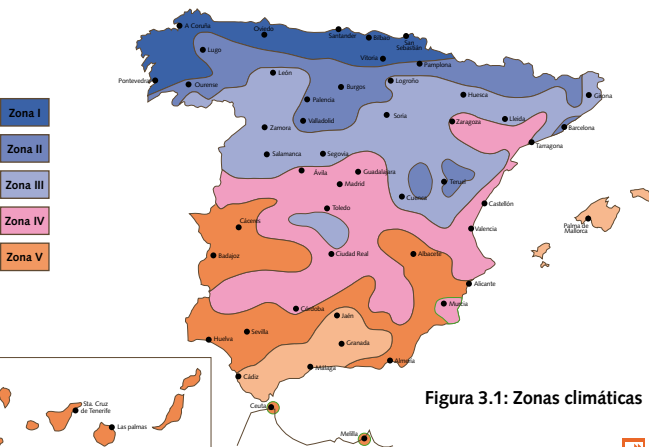 A Coruña
Oviedo
Santander
Bilbao
San
Sebastián
Lugo
Vitoria
Pamplona
Pontevedra
Ourense
León
Burgos
Logroño
Huesca
Girona
Palencia
Zona I
Valladolid
Soria
Zaragoza
Lleida
Barcelona
Zamora
Tarragona
Zona II
Salamanca
Segovia
Ávila
Guadalajara
Zona III
Madrid
Teruel
Cuenca
Castellón
Zona IV
Toledo
Cáceres
Valencia
Palma de
Mallorca
Zona V
Badajoz
Ciudad Real
Albacete
Alicante
Murcia
Córdoba
Jaén
Sevilla
Huelva
Granada
Almería
Málaga
Cádiz
Figura 3.1: Zonas climáticas
Sta. Cruz
de Tenerife
Las palmas
Ceuta
Melilla